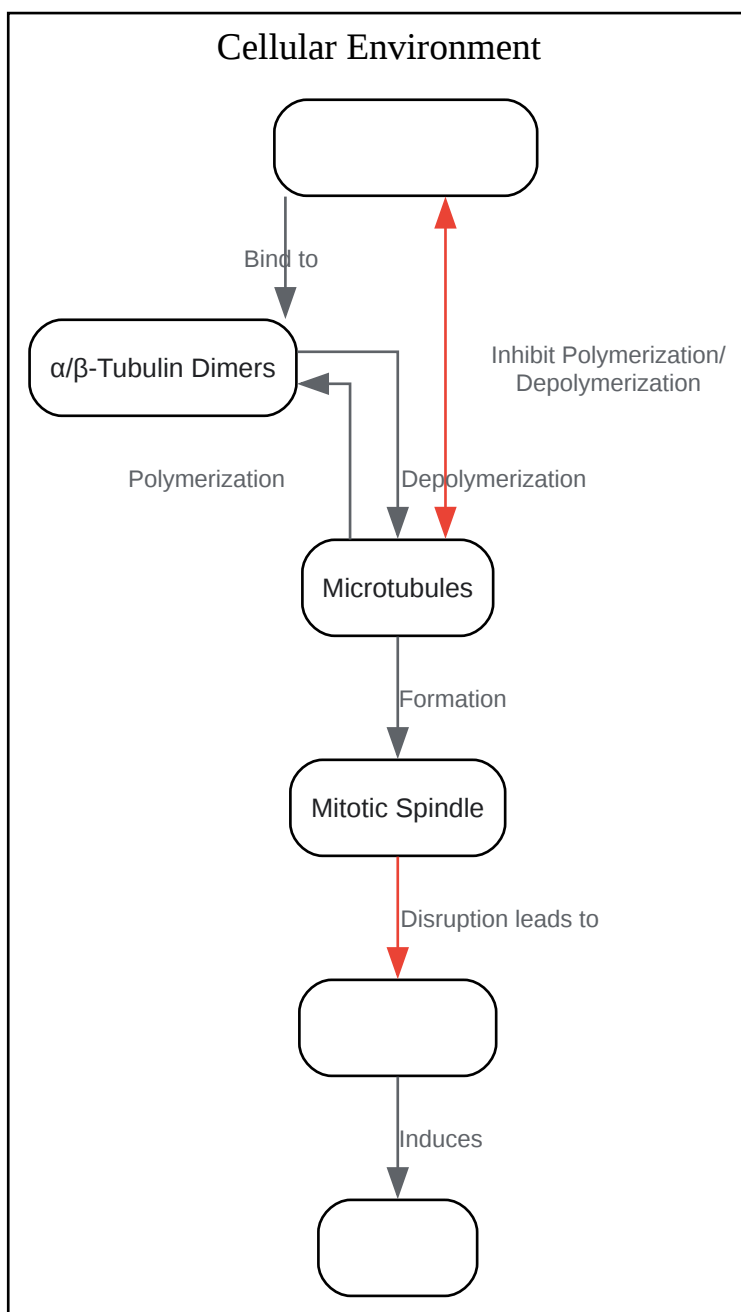 Cellular Environment
Bind to
α/β-Tubulin Dimers
Inhibit Polymerization/
Depolymerization
Polymerization
Depolymerization
Microtubules
Formation
Mitotic Spindle
Disruption leads to
Induces